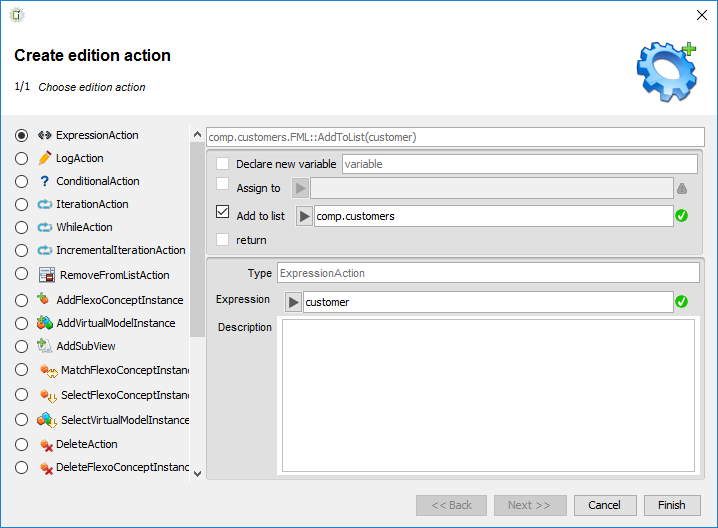 Create edition action
1/1 Choose edition action
ExpressionAction
LogAction
ConditionalAction
IterationAction
WhileAction
IncrementalIterationAction
RemoveFromListAction
AddFlexoConceptInstance
AddVirtualModelInstance
AddSubView
MatchFlexoConceptInstanc
SelectFlexoConceptInstanc
SelectVirtualModelInstance
DeleteAction
DeleteFlexoConceptInstanc
comp.customers.FML::AddToList(customer)
Declare new variable variable
Assign to
Add to list comp.customers
return
Type ExpressionAction
Expression customer
Description
<< Back Next >> Cancel Finish